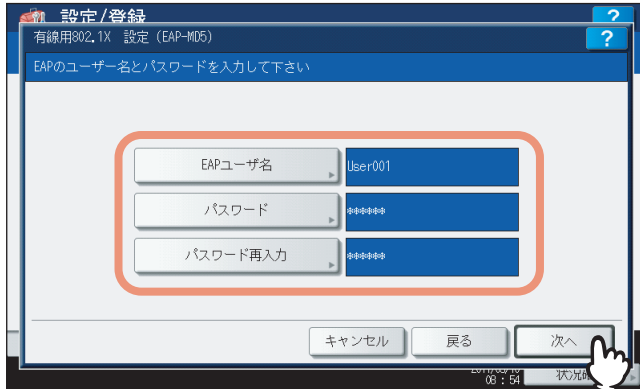 設定/登録
?
有線用802.1X 設定 (EAP-MD5)
?
EAPのユーザー名とパスワードを入力して下さい
EAPユーザ名
User001
パスワード
******
パスワード再入力
******
キャンセル
戻る
次へ
08:54